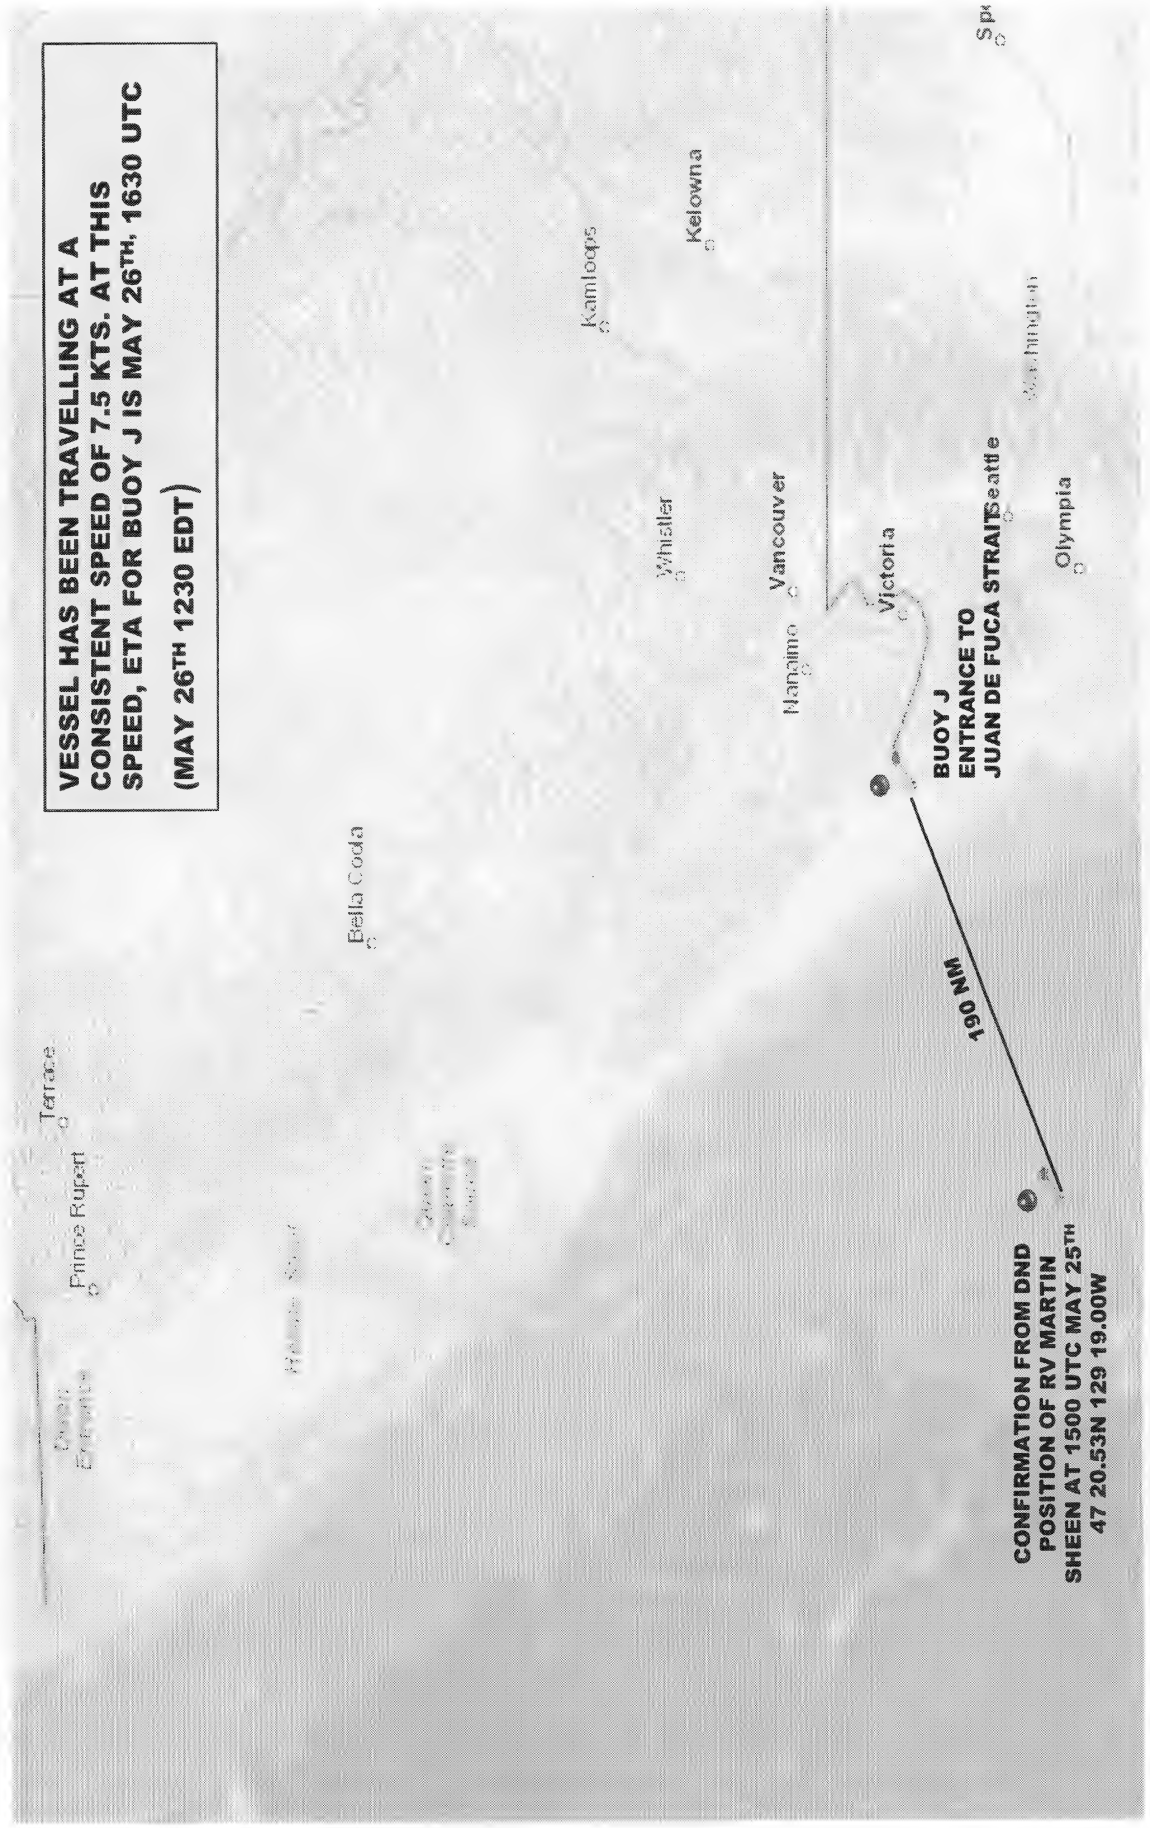 VESSEL HAS BEEN TRAVELLING AT A
CONSISTENT SPEED OF 7.5 KTS. AT THIS
SPEED, ETA FOR BUOY J IS MAY 26TH, 1630 UTC
(MAY 26TH 1230 EDT)
Terrace
Prince Rupert
Bella Coola
Kamloops
Kelowna
Whistler
Vancouver
Nanaimo
Victoria
Spo
Washington
Seattle
Olympia
BUOY J
ENTRANCE TO
JUAN DE FUCA STRAIT
190 NM
CONFIRMATION FROM DND
POSITION OF RV MARTIN
SHEEN AT 1500 UTC MAY 25TH
47 20.53N 129 19.00W